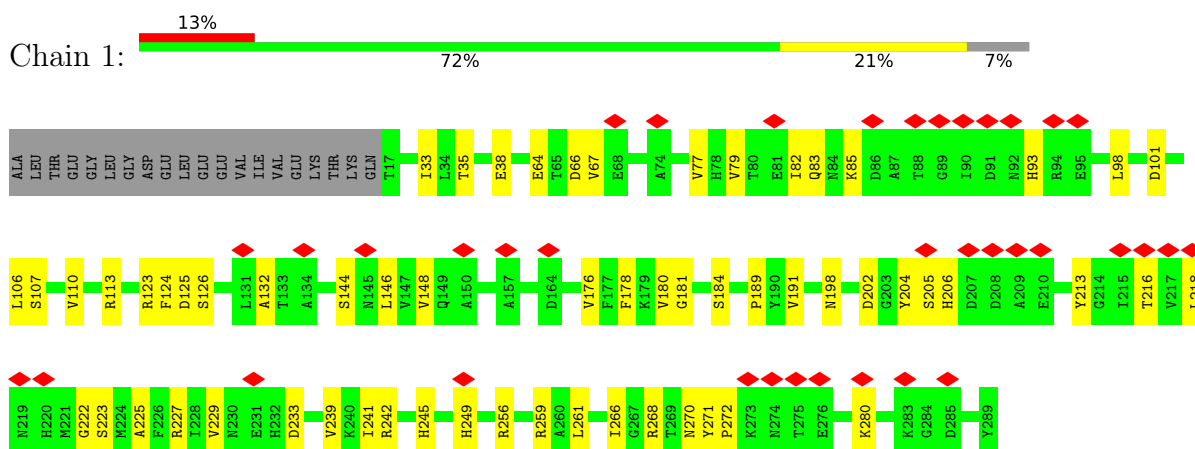 13%
Chain 1:
72% 21% 7%
ALA LEU THR GLU GLY LEU GLY ASP GLU LEU GLU GLU VAL ILE VAL GLU LYS THR LYS GLN T17 I33 L34 T35 E38 E64 T65 D66 V67 E68 A74 V77 H78 V79 T80 E81 I82 Q83 N84 K85 D86 A87 T88 G89 I90 D91 N92 H93 R94 E95 L98 D101
L106 S107 V110 R113 R123 F124 D125 S126 L131 A132 T133 A134 S144 N145 L146 V147 V148 Q149 A150 A157 D164 V176 F177 F178 K179 V180 G181 S184 P189 Y190 V191 N198 D202 G203 Y204 S205 H206 D207 D208 A209 E210 Y213 G214 I215 T216 V217 L218
N219 H220 M221 G222 S223 M224 A225 F226 R227 I228 V229 N230 E231 H232 D233 V239 K240 I241 R242 H245 H249 R256 R259 A260 L261 I266 G267 R268 T269 N270 Y271 P272 K273 N274 T275 E276 K280 K283 G284 D285 Y289